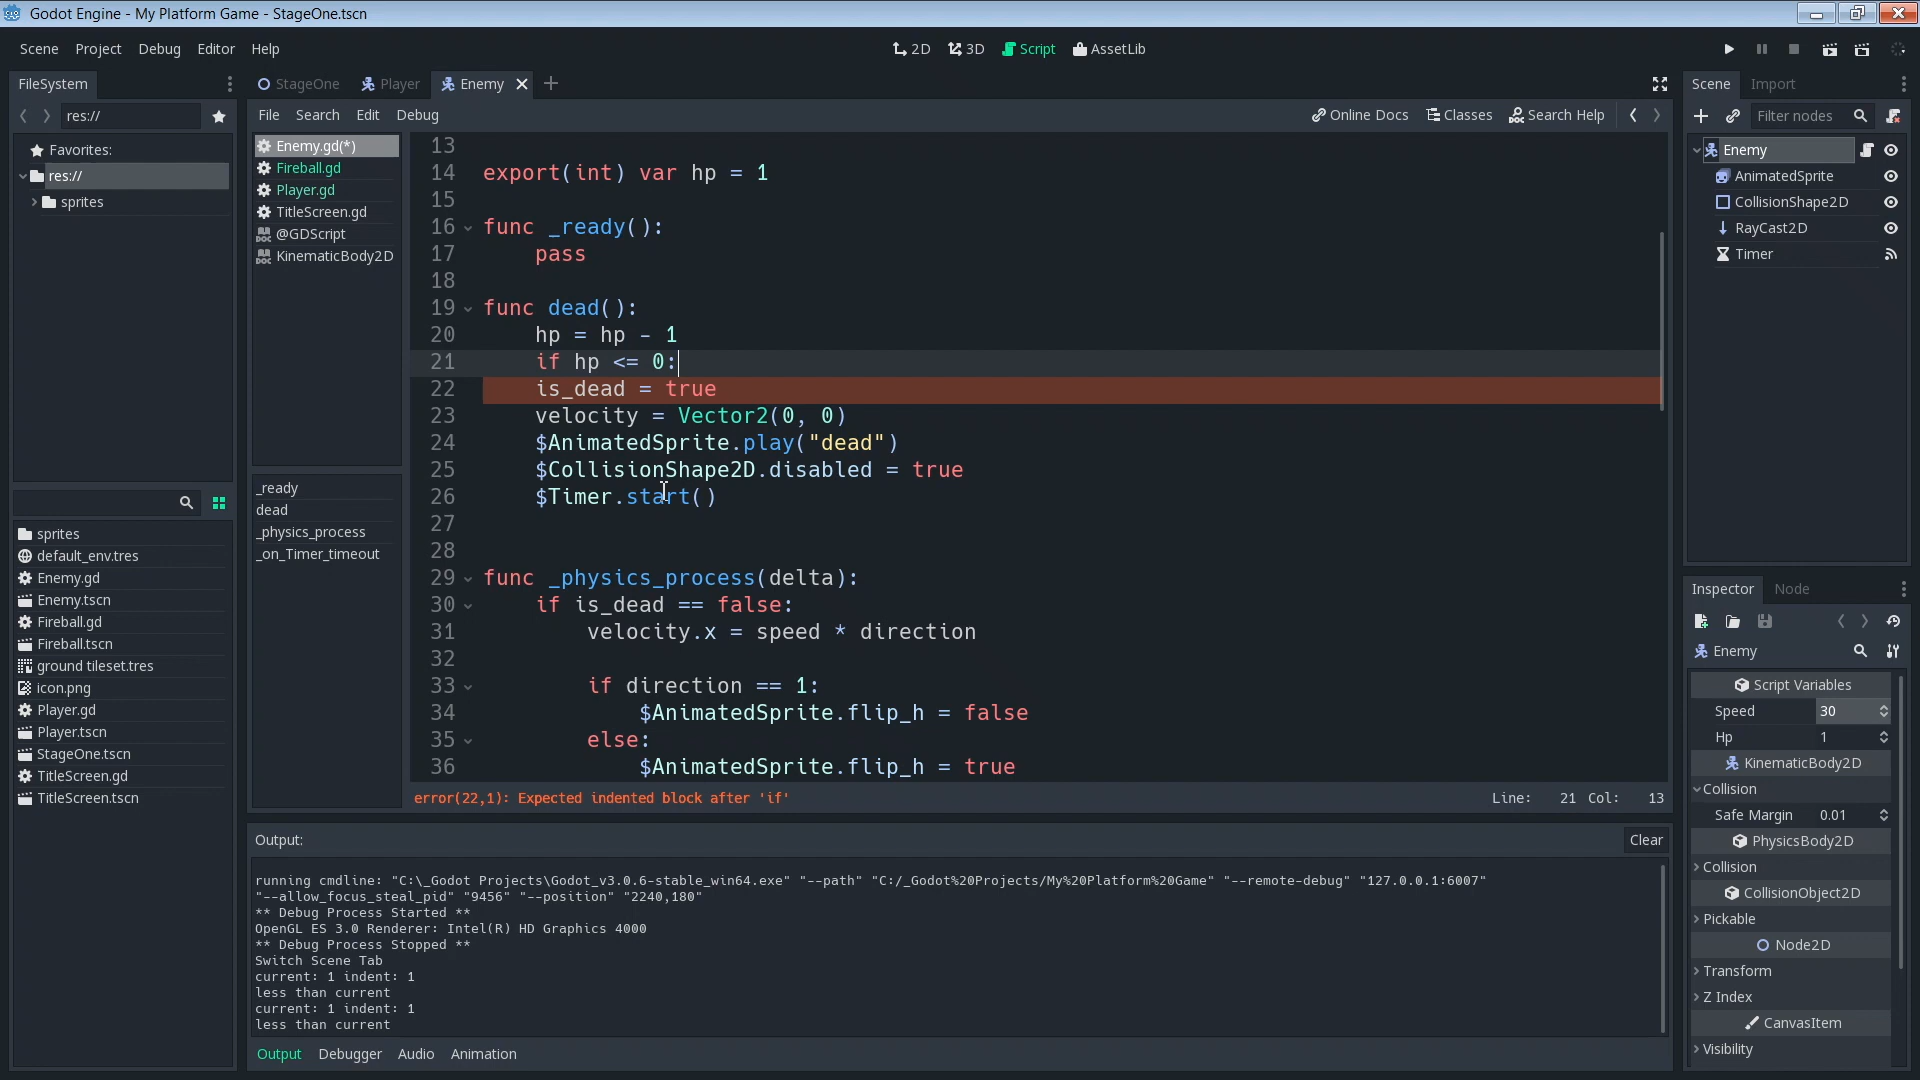 Godot Engine - My Platform Game - StageOne.tscn
Scene Project Debug Editor Help
2D 3D Script AssetLib
FileSystem
res://
Favorites:
res://
sprites
sprites
default_env.tres
Enemy.gd
Enemy.tscn
Fireball.gd
Fireball.tscn
ground tileset.tres
icon.png
Player.gd
Player.tscn
StageOne.tscn
TitleScreen.gd
TitleScreen.tscn
StageOne Player Enemy
File Search Edit Debug
Online Docs Classes Search Help
Enemy.gd(*)
Fireball.gd
Player.gd
TitleScreen.gd
@GDScript
KinematicBody2D
_ready
dead
_physics_process
_on_Timer_timeout
13
14 export(int) var hp = 1
15
16 func _ready():
17 pass
18
19 func dead():
20 hp = hp - 1
21 if hp <= 0:
22 is_dead = true
23 velocity = Vector2(0, 0)
24 $AnimatedSprite.play("dead")
25 $CollisionShape2D.disabled = true
26 $Timer.start()
27
28
29 func _physics_process(delta):
30 if is_dead == false:
31 velocity.x = speed * direction
32
33 if direction == 1:
34 $AnimatedSprite.flip_h = false
35 else:
36 $AnimatedSprite.flip_h = true
error(22,1): Expected indented block after 'if'
Line: 21 Col: 13
Output:
Clear
running cmdline: "C:\_Godot Projects\Godot_v3.0.6-stable_win64.exe" "--path" "C:/_Godot%20Projects/My%20Platform%20Game" "--remote-debug" "127.0.0.1:6007"
"--allow_focus_steal_pid" "9456" "--position" "2240,180"
** Debug Process Started **
OpenGL ES 3.0 Renderer: Intel(R) HD Graphics 4000
** Debug Process Stopped **
Switch Scene Tab
current: 1 indent: 1
less than current
current: 1 indent: 1
less than current
Output Debugger Audio Animation
Scene Import
Filter nodes
Enemy
AnimatedSprite
CollisionShape2D
RayCast2D
Timer
Inspector Node
Enemy
Script Variables
Speed 30
Hp 1
KinematicBody2D
Collision
Safe Margin 0.01
PhysicsBody2D
Collision
CollisionObject2D
Pickable
Node2D
Transform
Z Index
CanvasItem
Visibility